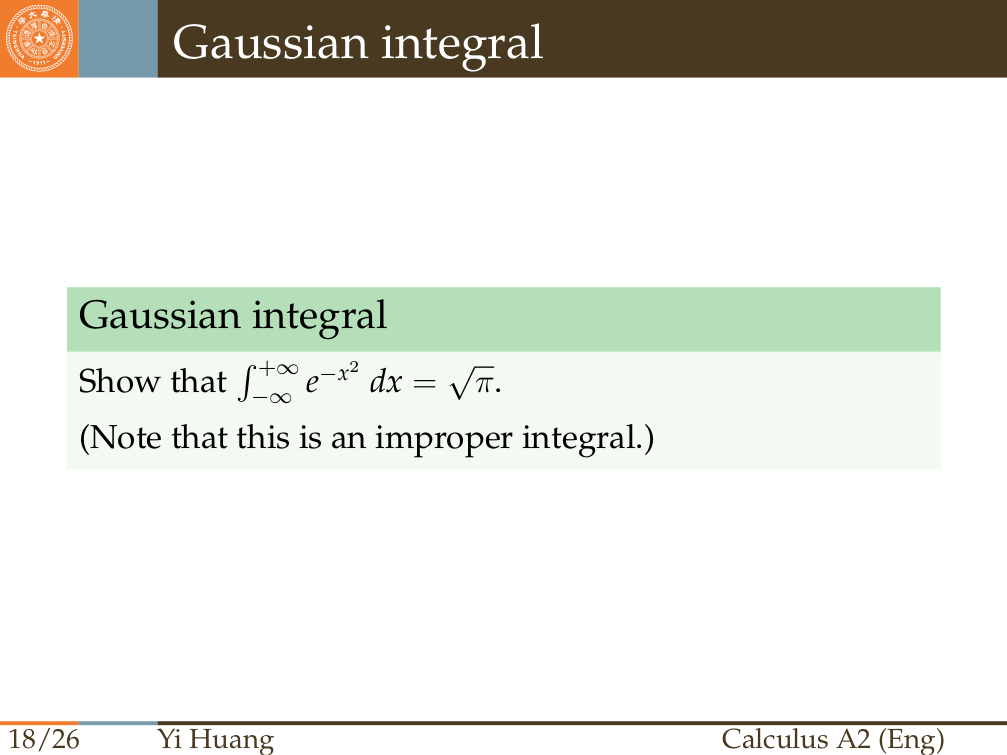 Gaussian integral
Gaussian integral
Show that ∫_{−∞}^{+∞} e^{−x²} dx = √π.
(Note that this is an improper integral.)
18/26 Yi Huang Calculus A2 (Eng)